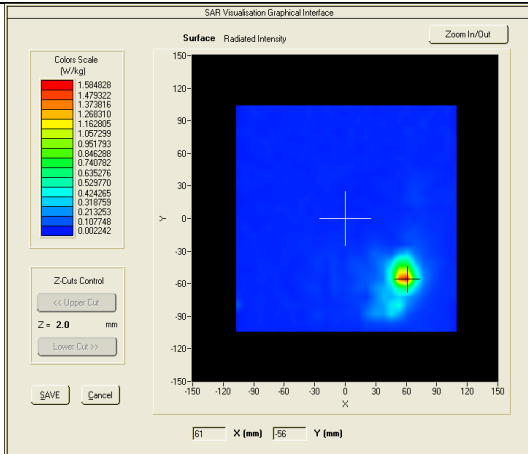 SAR Visualisation Graphical Interface
Surface Radiated Intensity
Zoom In/Out
Colors Scale
(W/kg)
1.584828
1.479322
1.373816
1.268310
1.162805
1.057299
0.951793
0.846288
0.740782
0.635276
0.529770
0.424265
0.318759
0.213253
0.107748
0.002242
Z-Cuts Control
<< Upper Cut
Z = 2.0 mm
Lower Cut >>
SAVE
Cancel
150
120
90
60
30
0
-30
-60
-90
-120
-150
Y
-150 -120 -90 -60 -30 0 30 60 90 120 150
X
61 X (mm) -56 Y (mm)